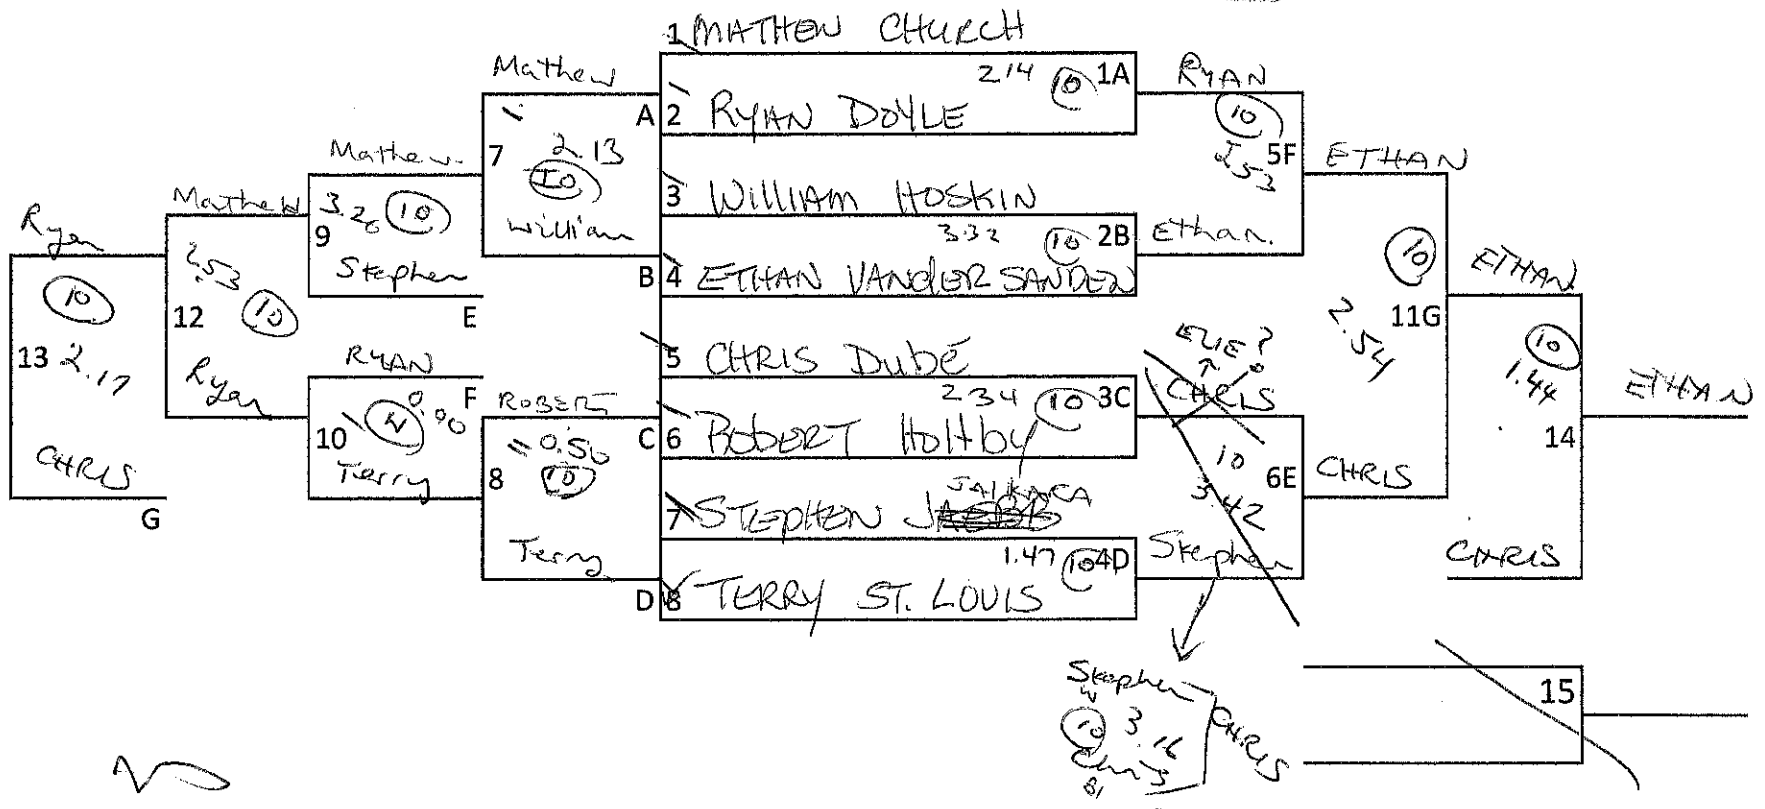 1 MATHEW CHURCH
2.14 10 1A
2 RYAN DOYLE
3 WILLIAM HOSKIN
3.32 10 2B
4 ETHAN VANDER SANDEN
5 CHRIS Dubé
2.34 10 3C
6 ROBERT Holtby
JAIKARA
7 STEPHEN
1.47 10 4D
8 TERRY ST. LOUIS
Mathew
A
7 2.13
10
William
B
ROBERT
C
8 0.50
10
Terry
D
Mathew
3.20 10
9
Stephen
E
RYAN
F
10 0.00
Terry
Mathew
2.53
12 10
Ryan
Ryan
10
13 2.17
CHRIS
G
RYAN
10
2.53 5F
Ethan.
ELIE?
CHRIS
10
3.42 6E
Stephen
ETHAN
10
11G
2.54
CHRIS
ETHAN
10
1.44
14
CHRIS
ETHAN
15
Stephen
W
10 3.16
Chris
Bl
CHRIS